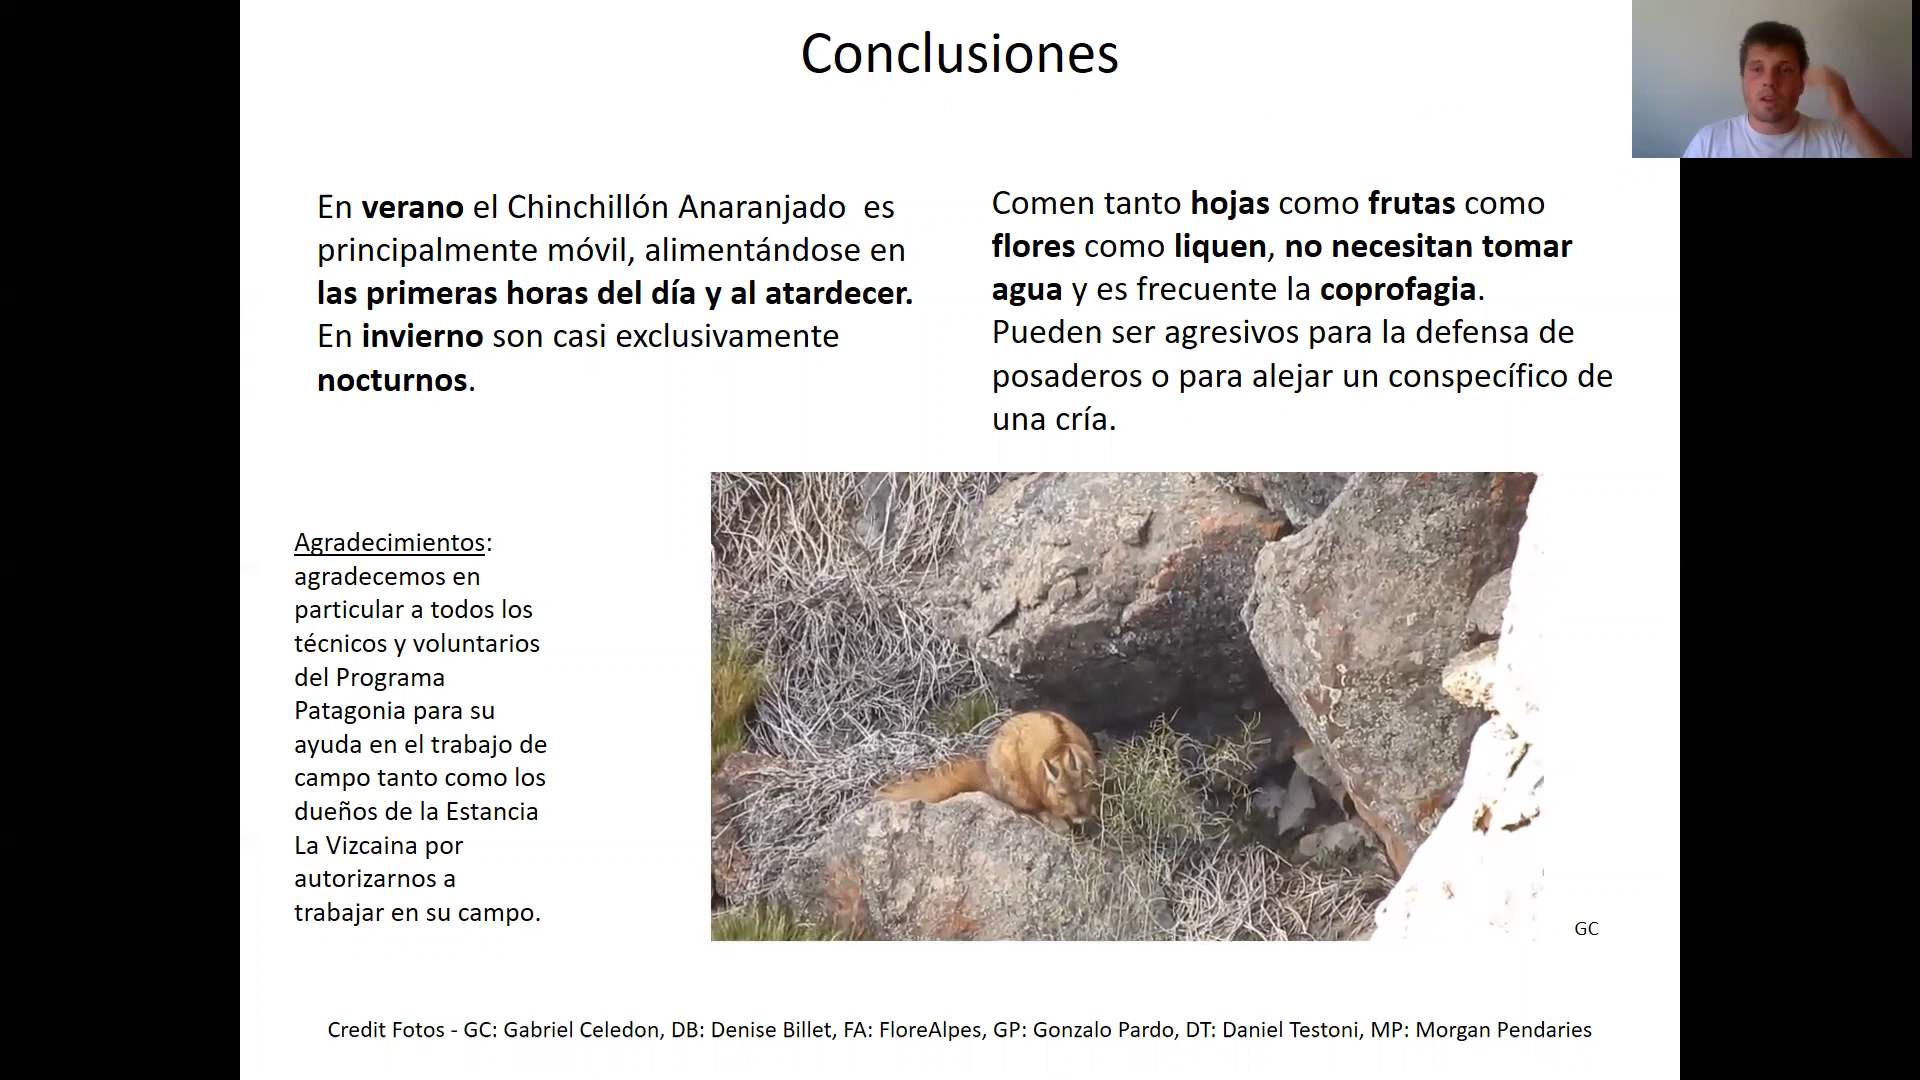 Conclusiones
En verano el Chinchillón Anaranjado  es
principalmente móvil, alimentándose en
las primeras horas del día y al atardecer.
En invierno son casi exclusivamente
nocturnos.
Comen tanto hojas como frutas como
flores como liquen, no necesitan tomar
agua y es frecuente la coprofagia.
Pueden ser agresivos para la defensa de
posaderos o para alejar un conspecífico de
una cría.
Agradecimientos:
agradecemos en
particular a todos los
técnicos y voluntarios
del Programa
Patagonia para su
ayuda en el trabajo de
campo tanto como los
dueños de la Estancia
La Vizcaina por
autorizarnos a
trabajar en su campo.
GC
Credit Fotos - GC: Gabriel Celedon, DB: Denise Billet, FA: FloreAlpes, GP: Gonzalo Pardo, DT: Daniel Testoni, MP: Morgan Pendaries